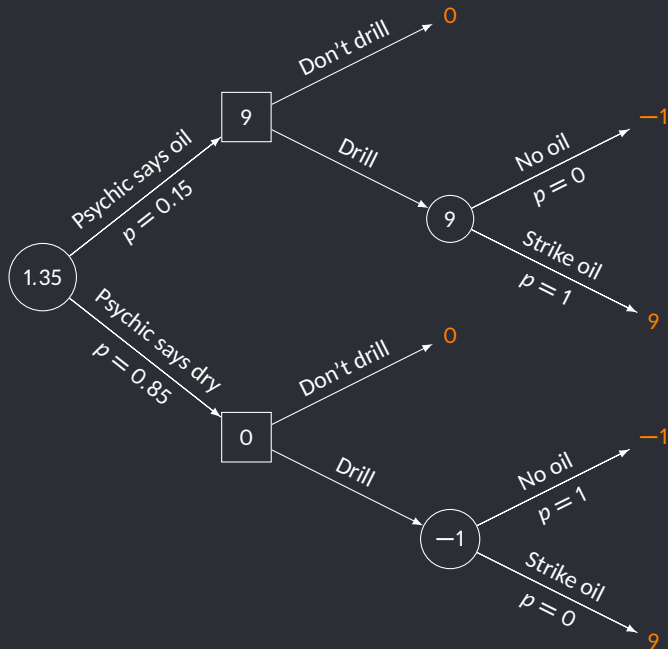 0
Don't drill
9
Psychic says oil
p = 0.15
Drill
−1
No oil
p = 0
9
Strike oil
p = 1
9
1.35
Psychic says dry
p = 0.85
0
Don't drill
0
Drill
−1
No oil
p = 1
−1
Strike oil
p = 0
9